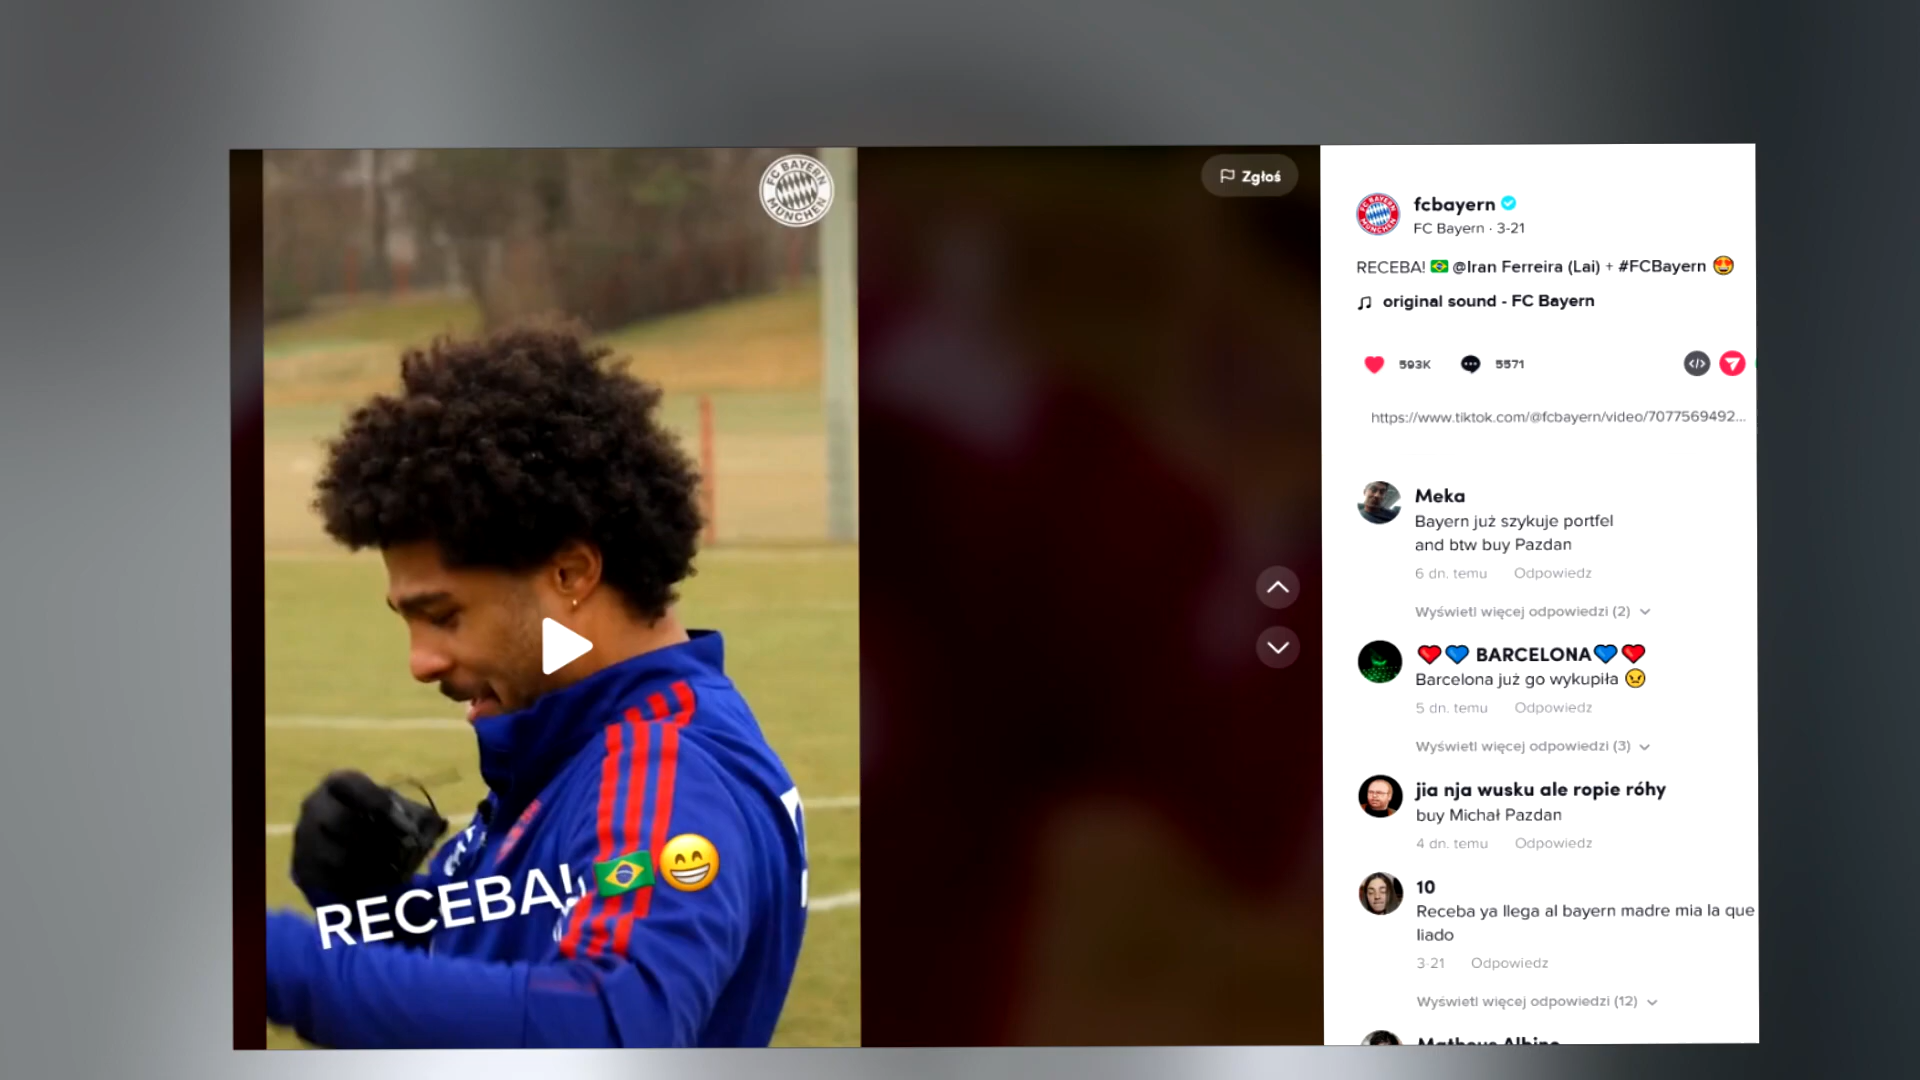 FC BAYERN
MÜNCHEN
Zgłoś
RECEBA!
fcbayern
FC Bayern · 3-21
RECEBA! 🇧🇷 @Iran Ferreira (Lai) + #FCBayern 😍
original sound - FC Bayern
593K
5571
https://www.tiktok.com/@fcbayern/video/7077569492...
Meka
Bayern już szykuje portfel
and btw buy Pazdan
6 dn. temu Odpowiedz
Wyświetl więcej odpowiedzi (2)
❤️💙 BARCELONA💙❤️
Barcelona już go wykupiła 😠
5 dn. temu Odpowiedz
Wyświetl więcej odpowiedzi (3)
jia nja wusku ale ropie róhy
buy Michał Pazdan
4 dn. temu Odpowiedz
10
Receba ya llega al bayern madre mia la que
liado
3-21 Odpowiedz
Wyświetl więcej odpowiedzi (12)
Matheus Albino